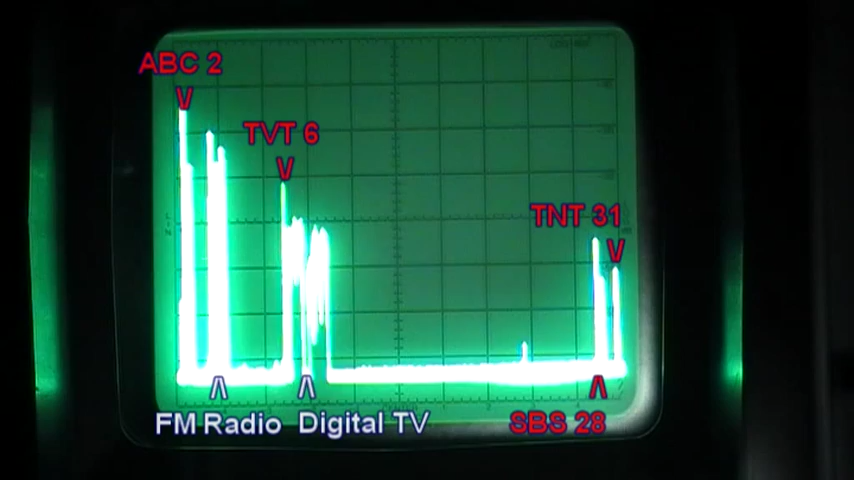 ABC 2
V
TVT 6
V
TNT 31
V
Λ Λ Λ
FM Radio Digital TV SBS 28